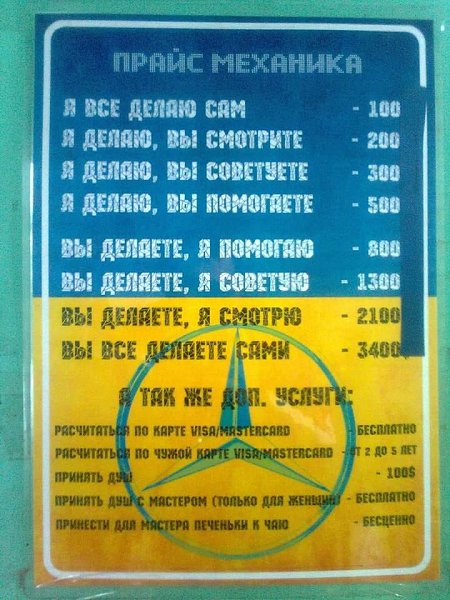 ПРАЙС МЕХАНИКА
Я ВСЕ ДЕЛАЮ САМ - 100
Я ДЕЛАЮ, ВЫ СМОТРИТЕ - 200
Я ДЕЛАЮ, ВЫ СОВЕТУЕТЕ - 300
Я ДЕЛАЮ, ВЫ ПОМОГАЕТЕ - 500
ВЫ ДЕЛАЕТЕ, Я ПОМОГАЮ - 800
ВЫ ДЕЛАЕТЕ, Я СОВЕТУЮ - 1300
ВЫ ДЕЛАЕТЕ, Я СМОТРЮ - 2100
ВЫ ВСЕ ДЕЛАЕТЕ САМИ - 3400
А ТАК ЖЕ ДОП. УСЛУГИ:
РАСЧИТАТЬСЯ ПО КАРТЕ VISA/MASTERCARD - БЕСПЛАТНО
РАСЧИТАТЬСЯ ПО ЧУЖОЙ КАРТЕ VISA/MASTERCARD - ОТ 2 ДО 5 ЛЕТ
ПРИНЯТЬ ДУШ - 100$
ПРИНЯТЬ ДУШ С МАСТЕРОМ (ТОЛЬКО ДЛЯ ЖЕНЩИН) - БЕСПЛАТНО
ПРИНЕСТИ ДЛЯ МАСТЕРА ПЕЧЕНЬКИ К ЧАЮ - БЕСЦЕННО